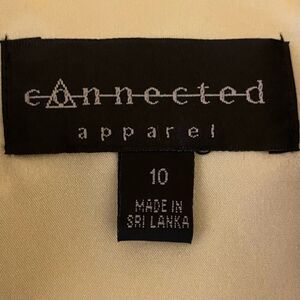 connected
apparel
10
MADE IN
SRI LANKA